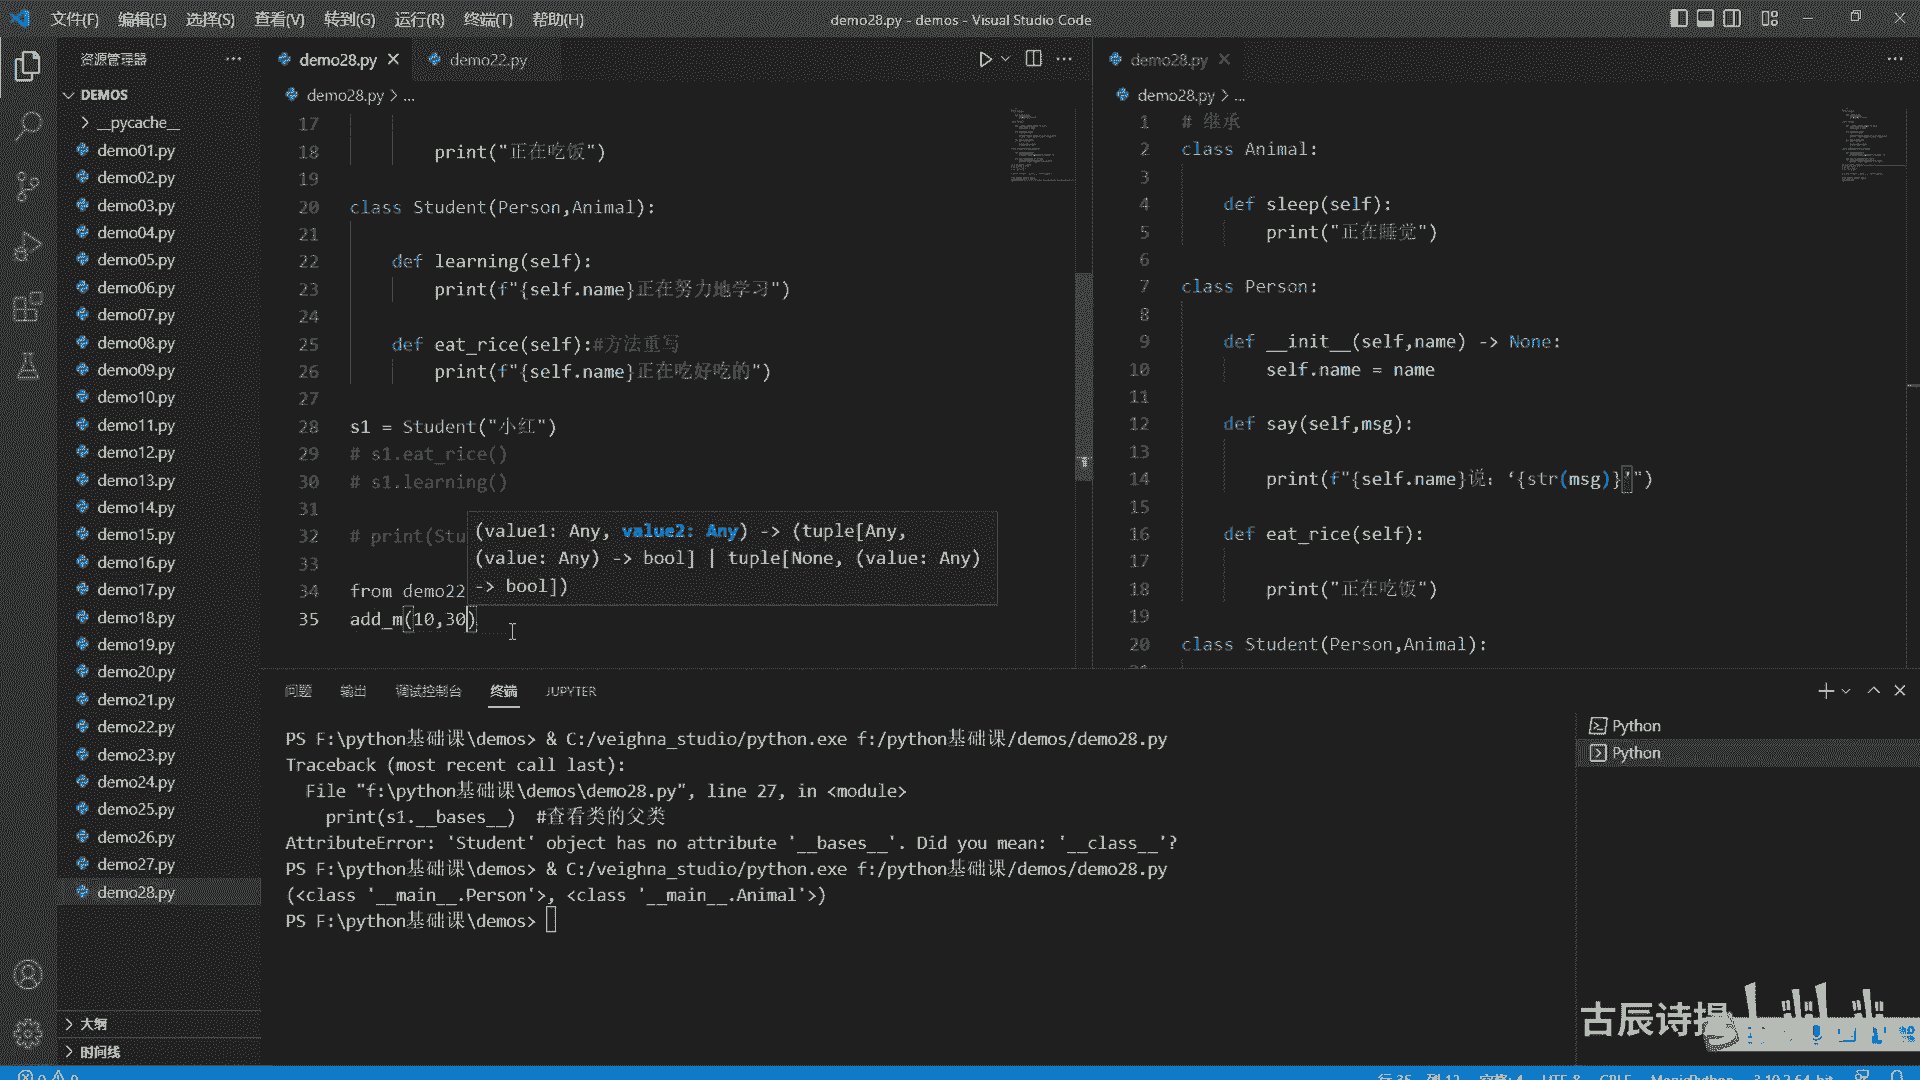 文件(F) 编辑(E) 选择(S) 查看(V) 转到(G) 运行(R) 终端(T) 帮助(H)
demo28.py - demos - Visual Studio Code
资源管理器
DEMOS
__pycache__
demo01.py
demo02.py
demo03.py
demo04.py
demo05.py
demo06.py
demo07.py
demo08.py
demo09.py
demo10.py
demo11.py
demo12.py
demo13.py
demo14.py
demo15.py
demo16.py
demo17.py
demo18.py
demo19.py
demo20.py
demo21.py
demo22.py
demo23.py
demo24.py
demo25.py
demo26.py
demo27.py
demo28.py
大纲
时间线
demo28.py
demo22.py
demo28.py > ...
17
18 print("正在吃饭")
19
20 class Student(Person,Animal):
21
22 def learning(self):
23 print(f"{self.name}正在努力地学习")
24
25 def eat_rice(self):#方法重写
26 print(f"{self.name}正在吃好吃的")
27
28 s1 = Student("小红")
29 # s1.eat_rice()
30 # s1.learning()
31
32 # print(Stu
33
34 from demo22
35 add_m(10,30)
(value1: Any, value2: Any) -> (tuple[Any,
(value: Any) -> bool] | tuple[None, (value: Any)
-> bool])
demo28.py
demo28.py > ...
1 # 继承
2 class Animal:
3
4 def sleep(self):
5 print("正在睡觉")
6
7 class Person:
8
9 def __init__(self,name) -> None:
10 self.name = name
11
12 def say(self,msg):
13
14 print(f"{self.name}说：‘{str(msg)}’")
15
16 def eat_rice(self):
17
18 print("正在吃饭")
19
20 class Student(Person,Animal):
问题 输出 调试控制台 终端 JUPYTER
PS F:\python基础课\demos> & C:/veighna_studio/python.exe f:/python基础课/demos/demo28.py
Traceback (most recent call last):
File "f:\python基础课\demos\demo28.py", line 27, in <module>
print(s1.__bases__) #查看类的父类
AttributeError: 'Student' object has no attribute '__bases__'. Did you mean: '__class__'?
PS F:\python基础课\demos> & C:/veighna_studio/python.exe f:/python基础课/demos/demo28.py
(<class '__main__.Person'>, <class '__main__.Animal'>)
PS F:\python基础课\demos>
Python
Python
古辰诗提